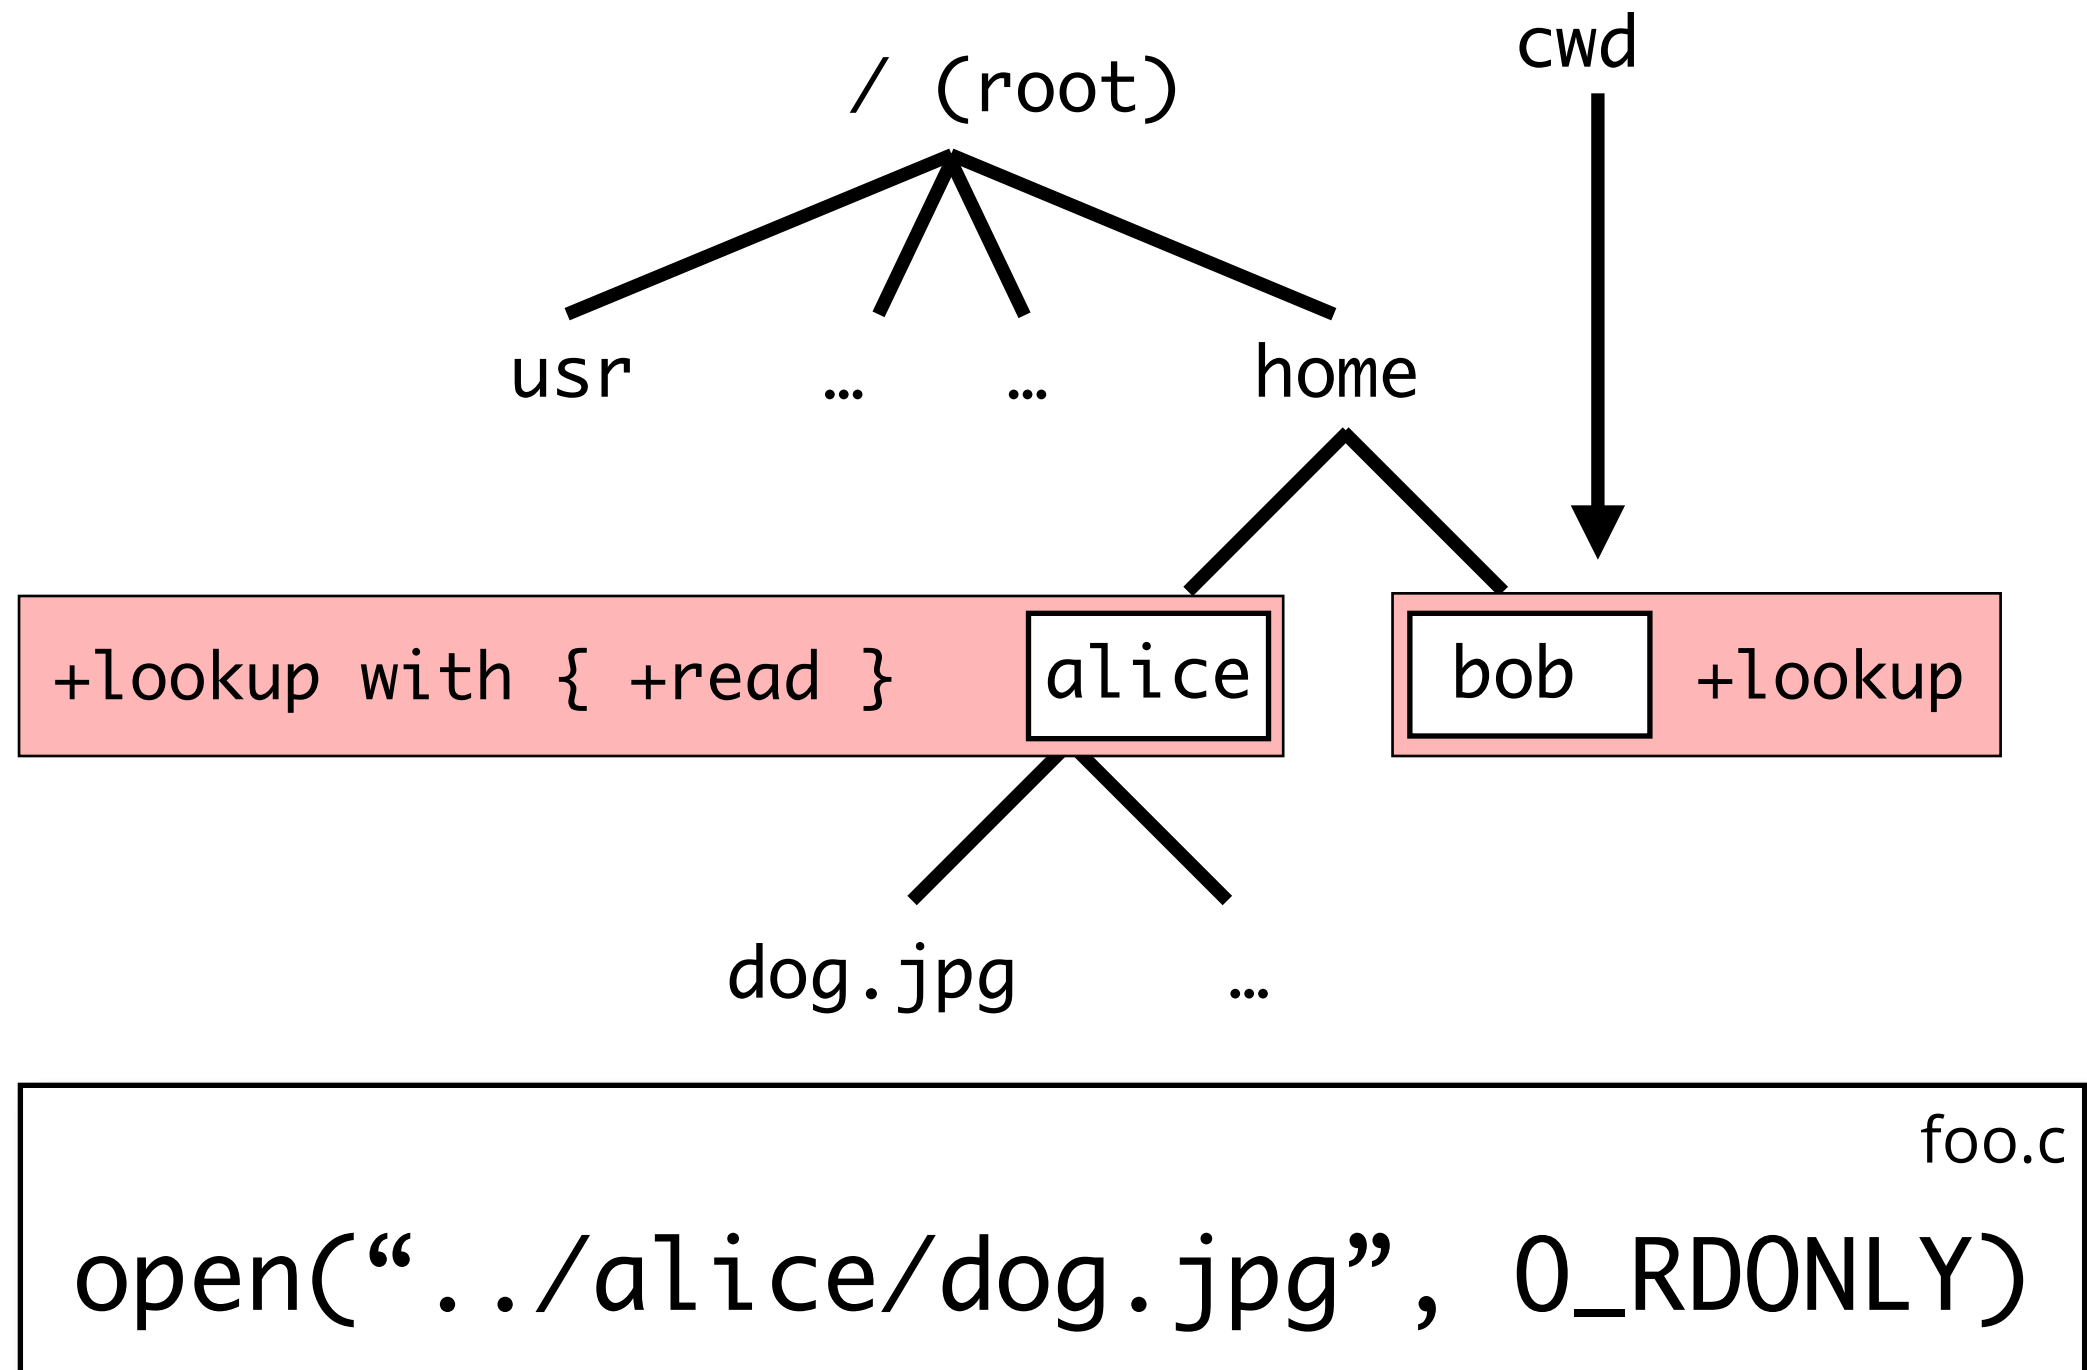 cwd
/ (root)
usr … … home
+lookup with { +read } alice bob +lookup
dog.jpg …
foo.c
open(“../alice/dog.jpg”, O_RDONLY)